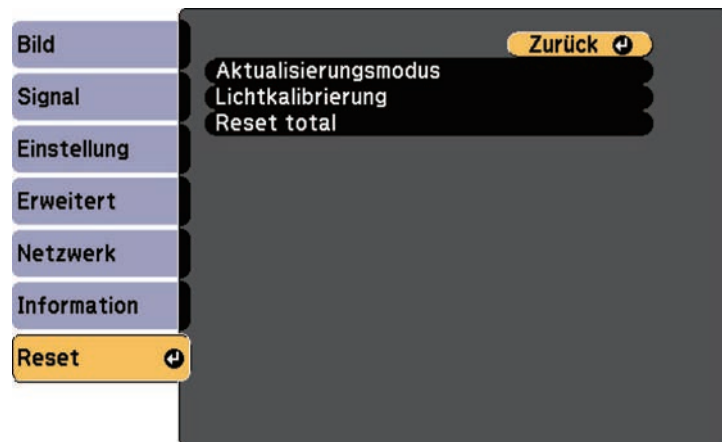 Bild
Signal
Einstellung
Erweitert
Netzwerk
Information
Reset
Zurück
Aktualisierungsmodus
Lichtkalibrierung
Reset total